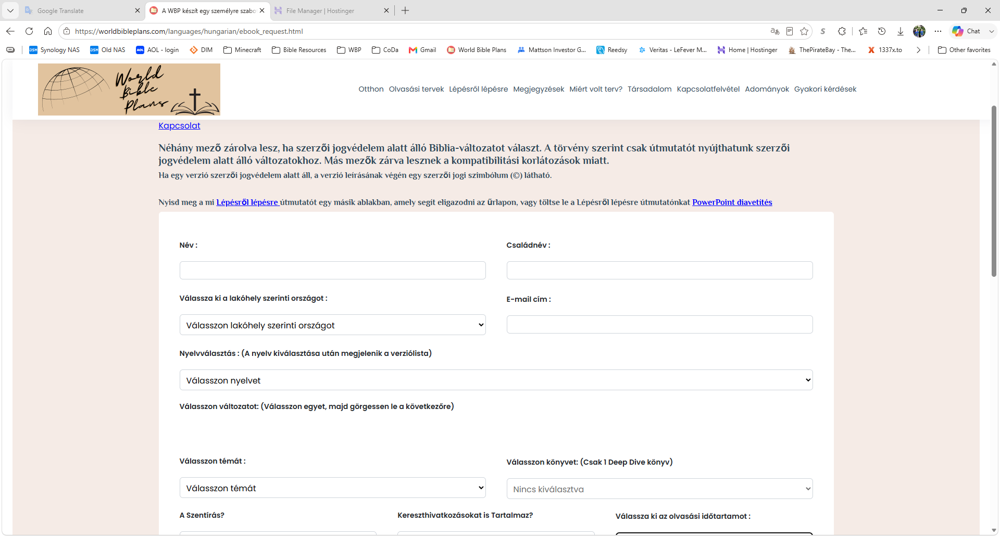 Google Translate
A WBP készít egy személyre szabo
File Manager | Hostinger
https://worldbibleplans.com/languages/hungarian/ebook_request.html
Chat
Synology NAS
Old NAS
AOL - login
DIM
Minecraft
Bible Resources
WBP
CoDa
Gmail
World Bible Plans
Mattson Investor G...
Reedsy
Veritas - LeFever M...
Home | Hostinger
ThePirateBay - The...
1337x.to
Other favorites
World
Bible
Plans
Otthon Olvasási tervek Lépésről lépésre Megjegyzések Miért volt terv? Társadalom Kapcsolatfelvétel Adományok Gyakori kérdések
Kapcsolat
Néhány mező zárolva lesz, ha szerzői jogvédelem alatt álló Biblia-változatot választ. A törvény szerint csak útmutatót nyújthatunk szerzői
jogvédelem alatt álló változatokhoz. Más mezők zárva lesznek a kompatibilitási korlátozások miatt.
Ha egy verzió szerzői jogvédelem alatt áll, a verzió leírásának végén egy szerzői jogi szimbólum (©) látható.
Nyisd meg a mi Lépésről lépésre útmutatót egy másik ablakban, amely segít eligazodni az űrlapon, vagy töltse le a Lépésről lépésre útmutatónkat PowerPoint diavetítés
Név :
Családnév :
Válassza ki a lakóhely szerinti országot :
E-mail cím :
Válasszon lakóhely szerinti országot
Nyelvválasztás : (A nyelv kiválasztása után megjelenik a verziólista)
Válasszon nyelvet
Válasszon változatot: (Válasszon egyet, majd görgessen le a következőre)
Válasszon témát :
Válasszon könyvet: (Csak 1 Deep Dive könyv)
Válasszon témát
Nincs kiválasztva
A Szentírás?
Kereszthivatkozásokat is Tartalmaz?
Válassza ki az olvasási időtartamot :